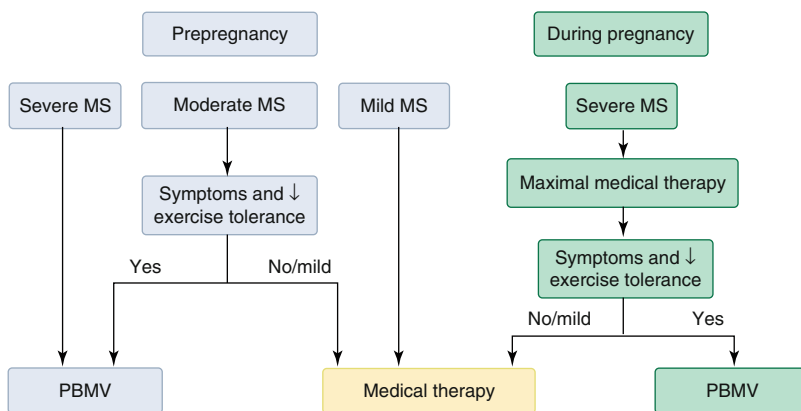 Prepregnancy
During pregnancy
Severe MS
Moderate MS
Mild MS
Severe MS
Maximal medical therapy
Symptoms and ↓
exercise tolerance
Symptoms and ↓
exercise tolerance
Yes
No/mild
No/mild
Yes
PBMV
Medical therapy
PBMV